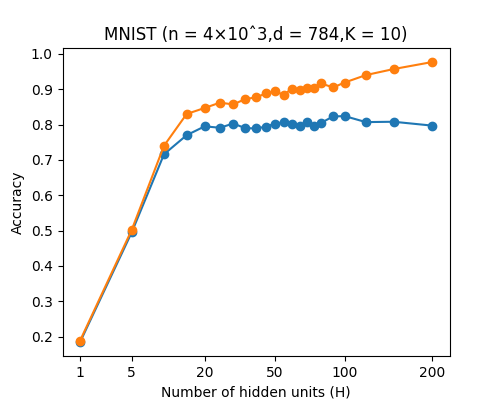 MNIST (n = 4×10ˆ3,d = 784,K = 10)
1.0
0.9
0.8
0.7
0.6
0.5
0.4
0.3
0.2
Accuracy
1 5 20 50 100 200
Number of hidden units (H)